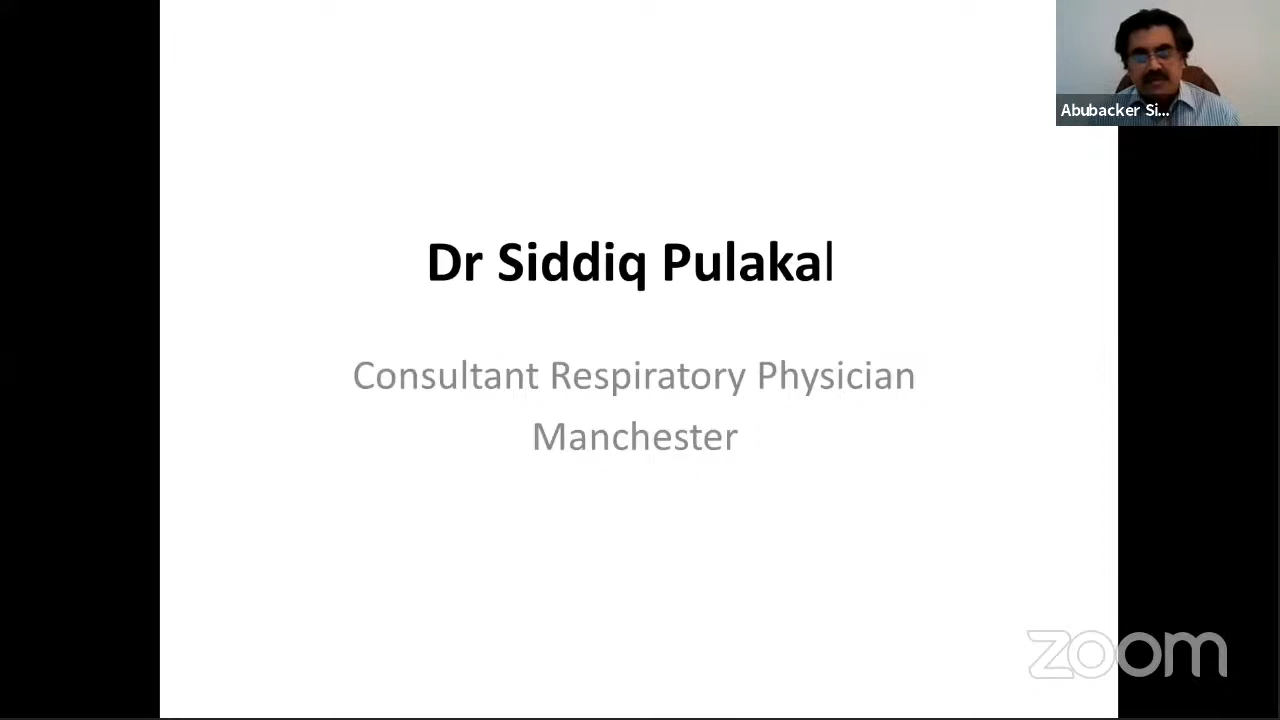 Abubacker Si...
Dr Siddiq Pulakal
Consultant Respiratory Physician
Manchester
zoom